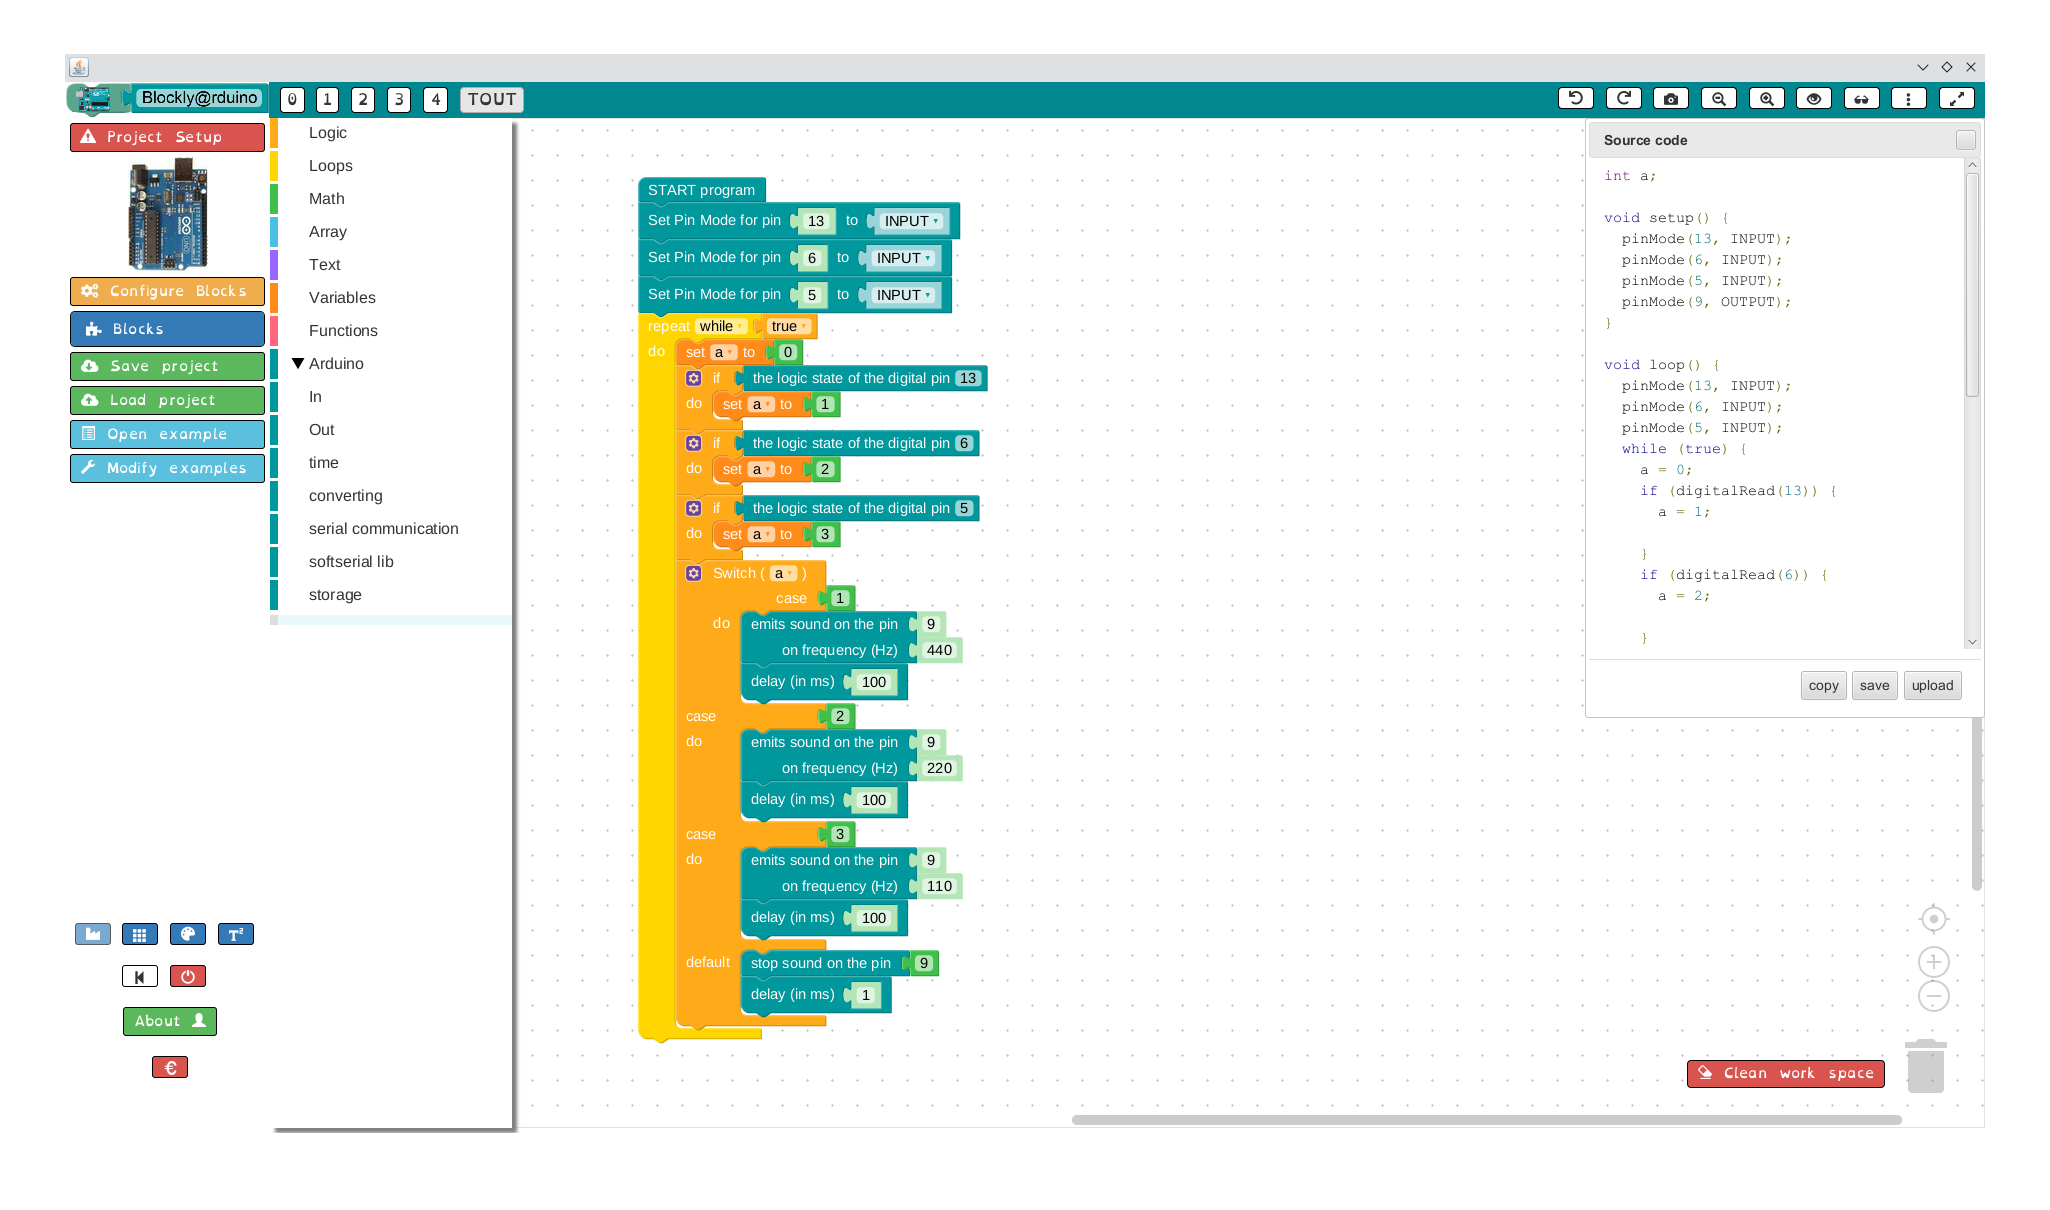 Blockly@rduino
0 1 2 3 4 TOUT
Project Setup
Configure Blocks
Blocks
Save project
Load project
Open example
Modify examples
T²
About
€
Logic
Loops
Math
Array
Text
Variables
Functions
▼ Arduino
In
Out
time
converting
serial communication
softserial lib
storage
START program
Set Pin Mode for pin 13 to INPUT
Set Pin Mode for pin 6 to INPUT
Set Pin Mode for pin 5 to INPUT
repeat while true
do set a to 0
if the logic state of the digital pin 13
do set a to 1
if the logic state of the digital pin 6
do set a to 2
if the logic state of the digital pin 5
do set a to 3
Switch ( a )
case 1
do emits sound on the pin 9
on frequency (Hz) 440
delay (in ms) 100
case 2
do emits sound on the pin 9
on frequency (Hz) 220
delay (in ms) 100
case 3
do emits sound on the pin 9
on frequency (Hz) 110
delay (in ms) 100
default stop sound on the pin 9
delay (in ms) 1
Source code
int a;
void setup() {
pinMode(13, INPUT);
pinMode(6, INPUT);
pinMode(5, INPUT);
pinMode(9, OUTPUT);
}
void loop() {
pinMode(13, INPUT);
pinMode(6, INPUT);
pinMode(5, INPUT);
while (true) {
a = 0;
if (digitalRead(13)) {
a = 1;
}
if (digitalRead(6)) {
a = 2;
}
copy save upload
Clean work space